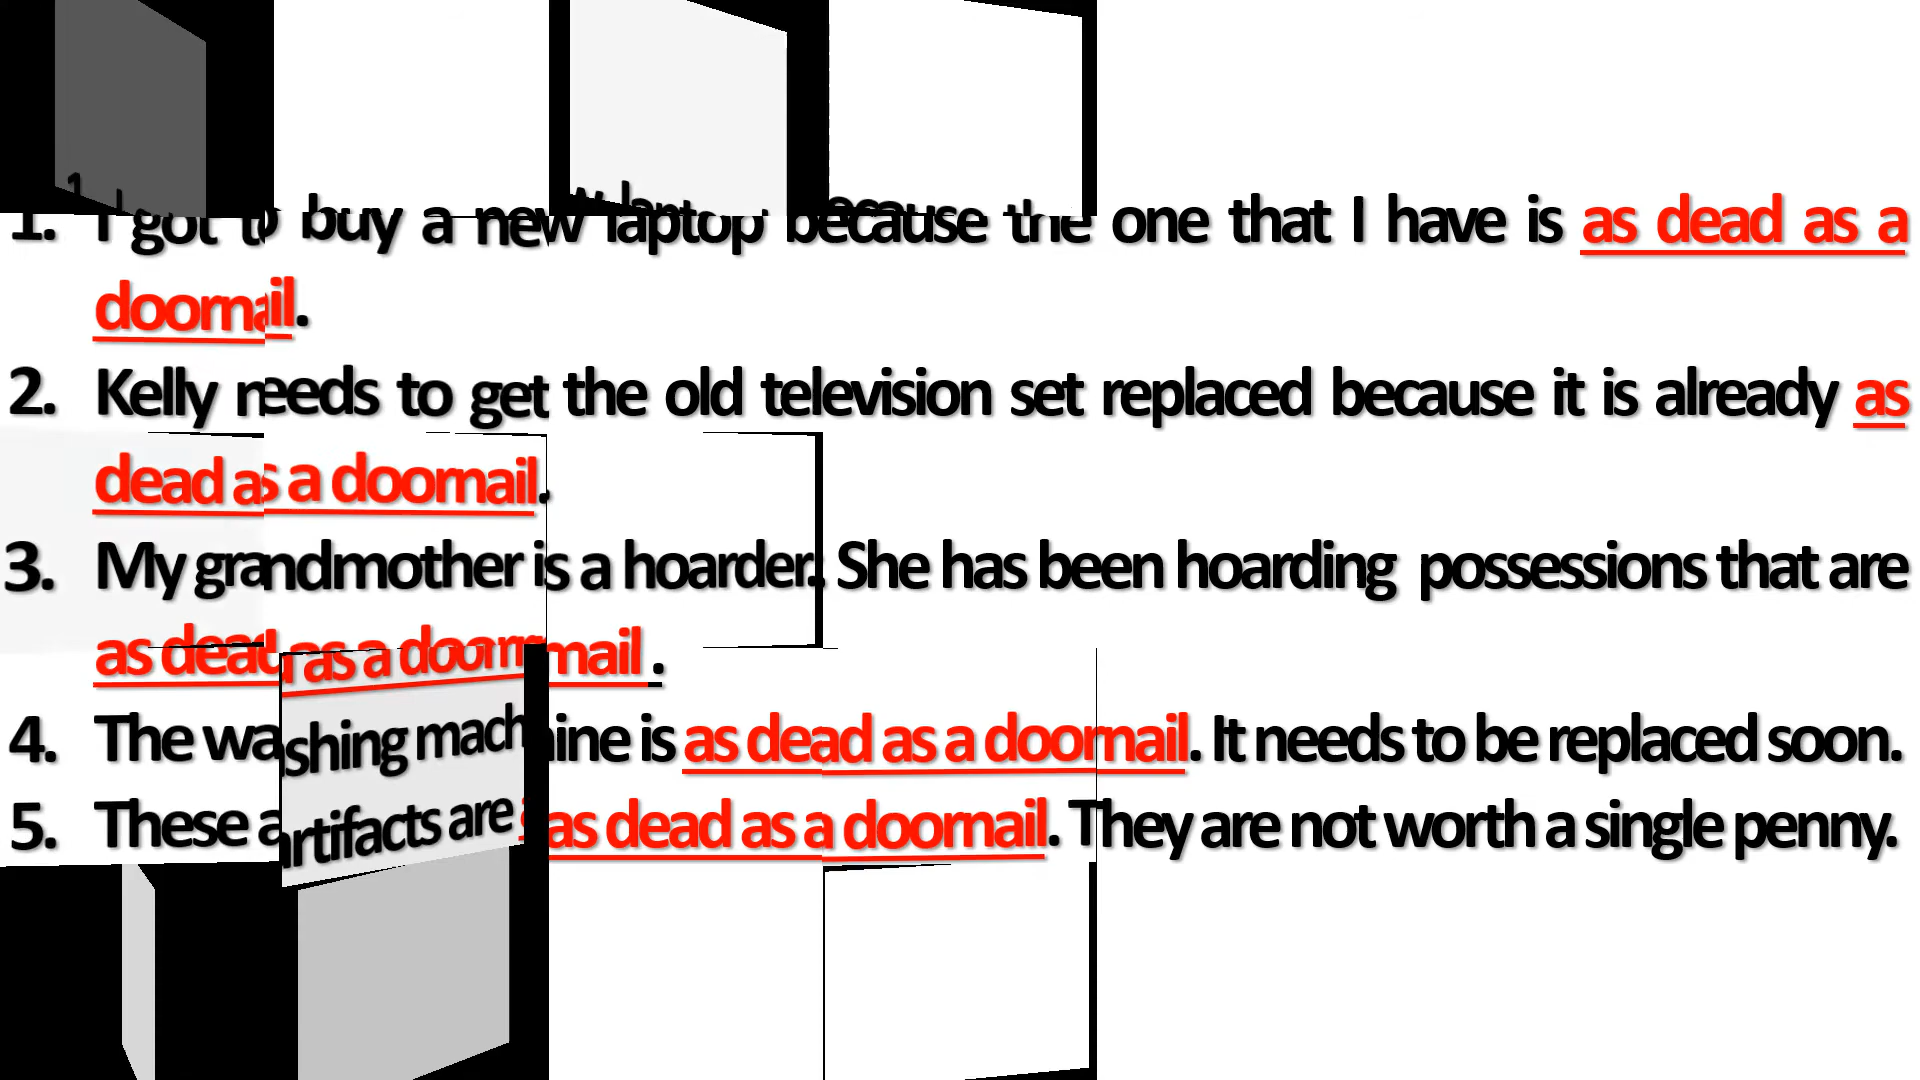 1. I got to buy a new laptop because the one that I have is as dead as a
doornail.
2. Kelly needs to get the old television set replaced because it is already as
dead as a doornail.
3. My grandmother is a hoarder. She has been hoarding possessions that are
as dead as a doornail .
4. The washing machine is as dead as a doornail. It needs to be replaced soon.
5. These artifacts are as dead as a doornail. They are not worth a single penny.